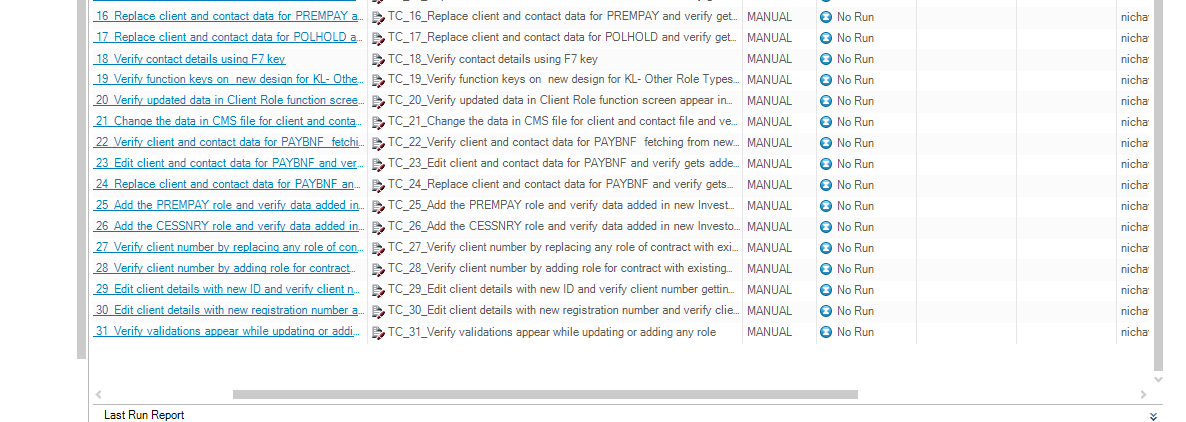 16 Replace client and contact data for PREMPAY a... TC_16_Replace client and contact data for PREMPAY and verify get... MANUAL No Run nicha
17 Replace client and contact data for POLHOLD a... TC_17_Replace client and contact data for POLHOLD and verify get... MANUAL No Run nicha
18 Verify contact details using F7 key TC_18_Verify contact details using F7 key MANUAL No Run nicha
19 Verify function keys on new design for KL- Othe... TC_19_Verify function keys on new design for KL- Other Role Types... MANUAL No Run nicha
20 Verify updated data in Client Role function scree... TC_20_Verify updated data in Client Role function screen appear in... MANUAL No Run nicha
21 Change the data in CMS file for client and conta... TC_21_Change the data in CMS file for client and contact file and ve... MANUAL No Run nicha
22 Verify client and contact data for PAYBNF fetchi... TC_22_Verify client and contact data for PAYBNF fetching from new... MANUAL No Run nicha
23 Edit client and contact data for PAYBNF and ver... TC_23_Edit client and contact data for PAYBNF and verify gets adde... MANUAL No Run nicha
24 Replace client and contact data for PAYBNF an... TC_24_Replace client and contact data for PAYBNF and verify gets... MANUAL No Run nicha
25 Add the PREMPAY role and verify data added in... TC_25_Add the PREMPAY role and verify data added in new Invest... MANUAL No Run nicha
26 Add the CESSNRY role and verify data added in... TC_26_Add the CESSNRY role and verify data added in new Investo... MANUAL No Run nicha
27 Verify client number by replacing any role of con... TC_27_Verify client number by replacing any role of contract with exi... MANUAL No Run nicha
28 Verify client number by adding role for contract... TC_28_Verify client number by adding role for contract with existing... MANUAL No Run nicha
29 Edit client details with new ID and verify client n... TC_29_Edit client details with new ID and verify client number gettin... MANUAL No Run nicha
30 Edit client details with new registration number a... TC_30_Edit client details with new registration number and verify clie... MANUAL No Run nicha
31 Verify validations appear while updating or addi... TC_31_Verify validations appear while updating or adding any role MANUAL No Run nicha
Last Run Report